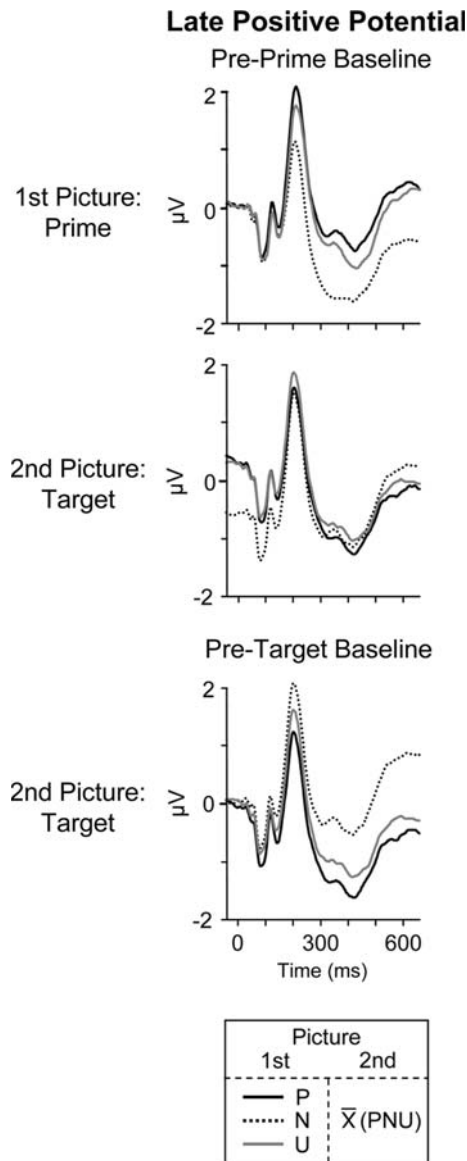 Late Positive Potential
Pre-Prime Baseline
2
0
-2
µV
1st Picture:
Prime
2
0
-2
µV
2nd Picture:
Target
Pre-Target Baseline
2
0
-2
µV
2nd Picture:
Target
0 300 600
Time (ms)
Picture
1st 2nd
P
N X̅ (PNU)
U